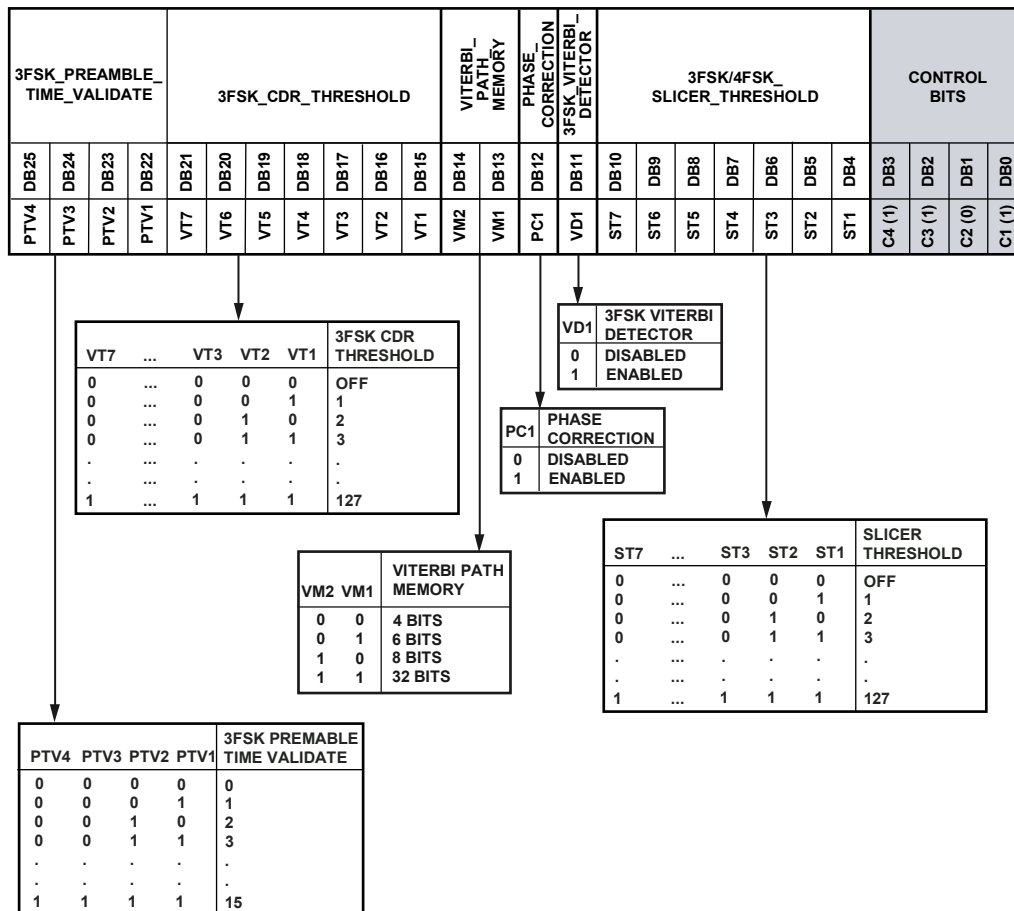 3FSK_PREAMBLE_
TIME_VALIDATE
3FSK_CDR_THRESHOLD
VITERBI_
PATH_
MEMORY
PHASE_
CORRECTION
3FSK_VITERBI_
DETECTOR
3FSK/4FSK_
SLICER_THRESHOLD
CONTROL
BITS
DB25 DB24 DB23 DB22 DB21 DB20 DB19 DB18 DB17 DB16 DB15 DB14 DB13 DB12 DB11 DB10 DB9 DB8 DB7 DB6 DB5 DB4 DB3 DB2 DB1 DB0
PTV4 PTV3 PTV2 PTV1 VT7 VT6 VT5 VT4 VT3 VT2 VT1 VM2 VM1 PC1 VD1 ST7 ST6 ST5 ST4 ST3 ST2 ST1 C4 (1) C3 (1) C2 (0) C1 (1)
VD1 3FSK VITERBI
DETECTOR
0 DISABLED
1 ENABLED
VT7 ... VT3 VT2 VT1 3FSK CDR
THRESHOLD
0 ... 0 0 0 OFF
0 ... 0 0 1 1
0 ... 0 1 0 2
0 ... 0 1 1 3
. ... . . . .
. ... . . . .
1 ... 1 1 1 127
PC1 PHASE
CORRECTION
0 DISABLED
1 ENABLED
ST7 ... ST3 ST2 ST1 SLICER
THRESHOLD
0 ... 0 0 0 OFF
0 ... 0 0 1 1
0 ... 0 1 0 2
0 ... 0 1 1 3
. ... . . . .
. ... . . . .
1 ... 1 1 1 127
VM2 VM1 VITERBI PATH
MEMORY
0 0 4 BITS
0 1 6 BITS
1 0 8 BITS
1 1 32 BITS
PTV4 PTV3 PTV2 PTV1 3FSK PREMABLE
TIME VALIDATE
0 0 0 0 0
0 0 0 1 1
0 0 1 0 2
0 0 1 1 3
. . . . .
. . . . .
1 1 1 1 15